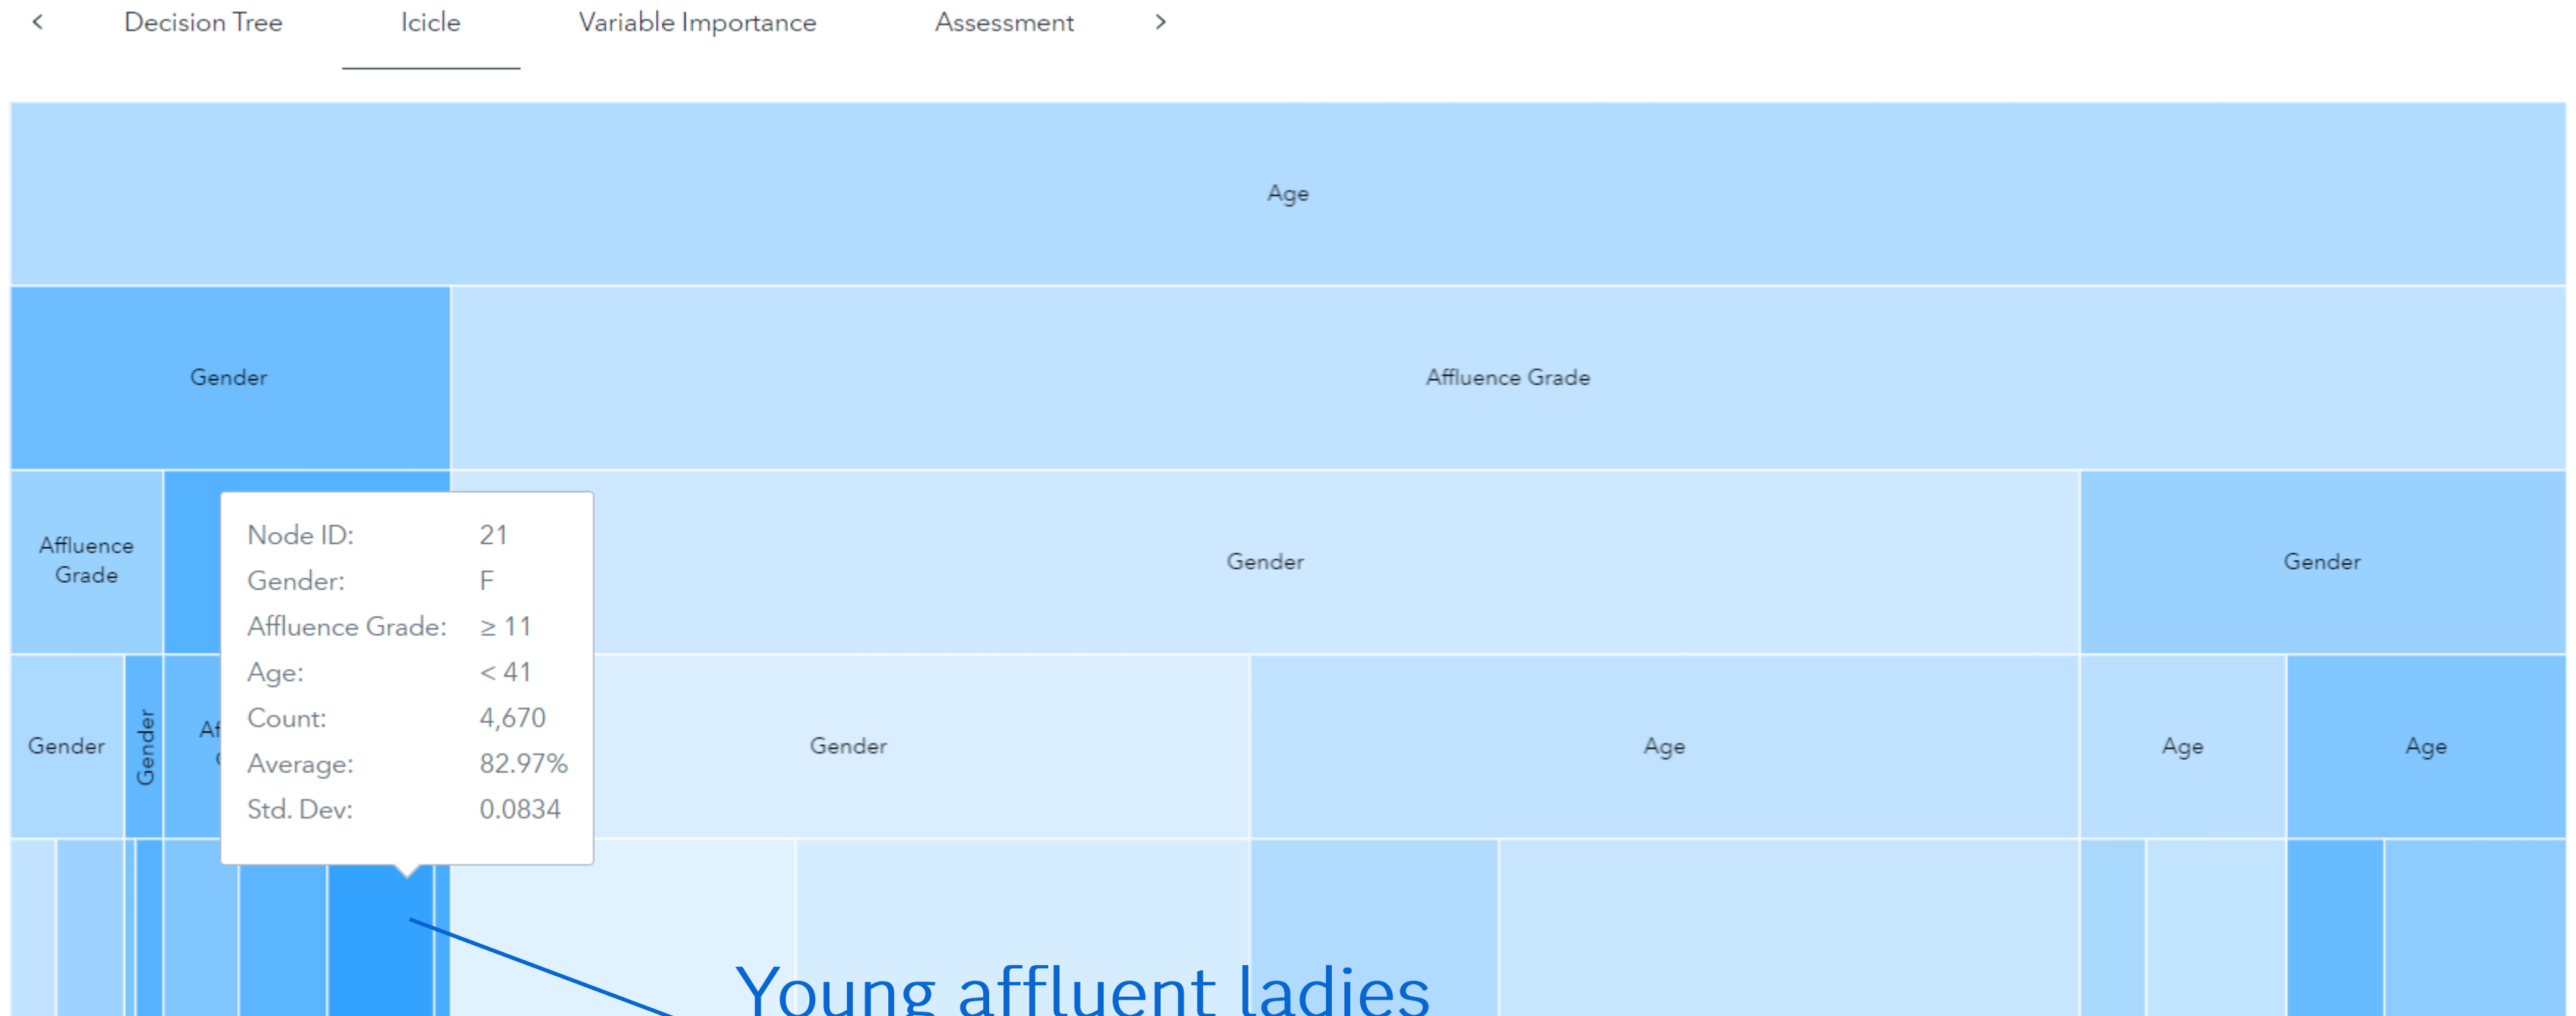 Decision Tree Icicle Variable Importance Assessment
Age
Gender Affluence Grade
Affluence
Grade
Gender Gender
Node ID: 21
Gender: F
Affluence Grade: ≥ 11
Age: < 41
Count: 4,670
Average: 82.97%
Std. Dev: 0.0834
Gender Gender Gender Age Age Age
Young affluent ladies